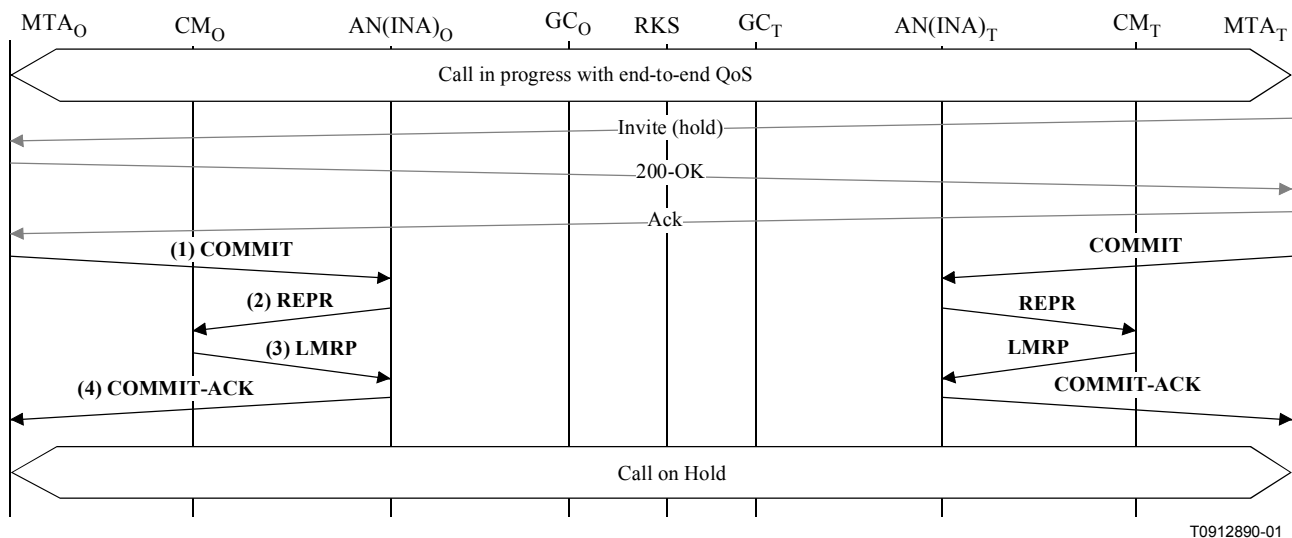 MTAO CMO AN(INA)O GCO RKS GCT AN(INA)T CMT MTAT
Call in progress with end-to-end QoS
Invite (hold)
200-OK
Ack
(1) COMMIT COMMIT
(2) REPR REPR
(3) LMRP LMRP
(4) COMMIT-ACK COMMIT-ACK
Call on Hold
T0912890-01